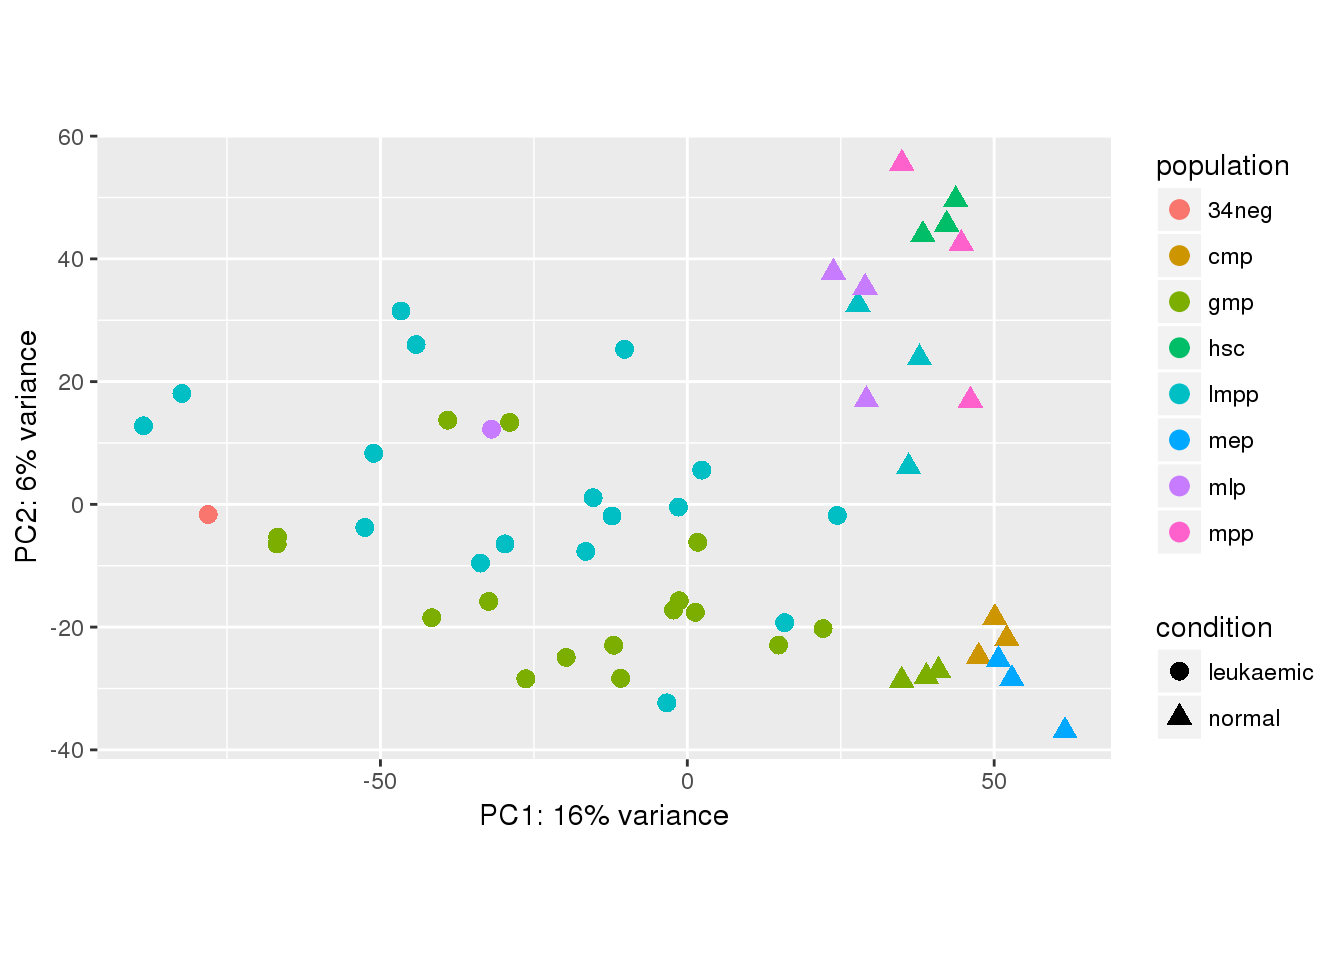 60
40
20
0
-20
-40
PC2: 6% variance
-50
0
50
PC1: 16% variance
population
34neg
cmp
gmp
hsc
lmpp
mep
mlp
mpp
condition
leukaemic
normal